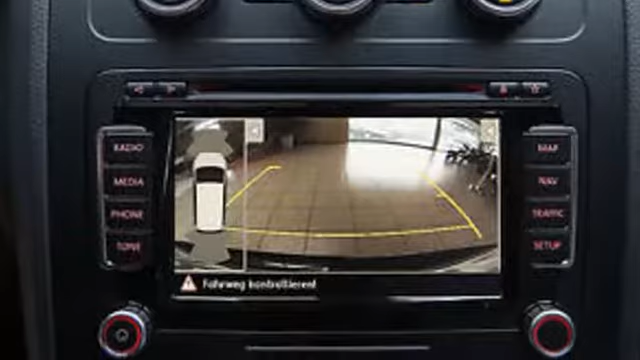 RADIO
MEDIA
PHONE
TONE
MAP
NAV
TRAFFIC
SETUP
Fahrweg kontrollieren!